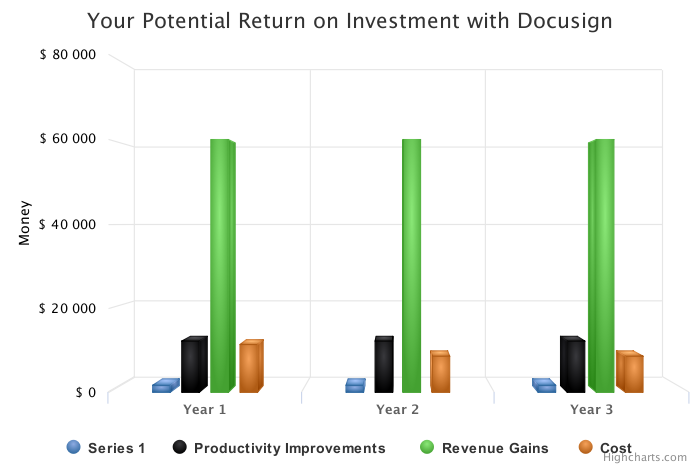 Your Potential Return on Investment with Docusign
$ 80 000
$ 60 000
$ 40 000
$ 20 000
$ 0
Money
Year 1 Year 2 Year 3
Series 1 Productivity Improvements Revenue Gains Cost
Highcharts.com